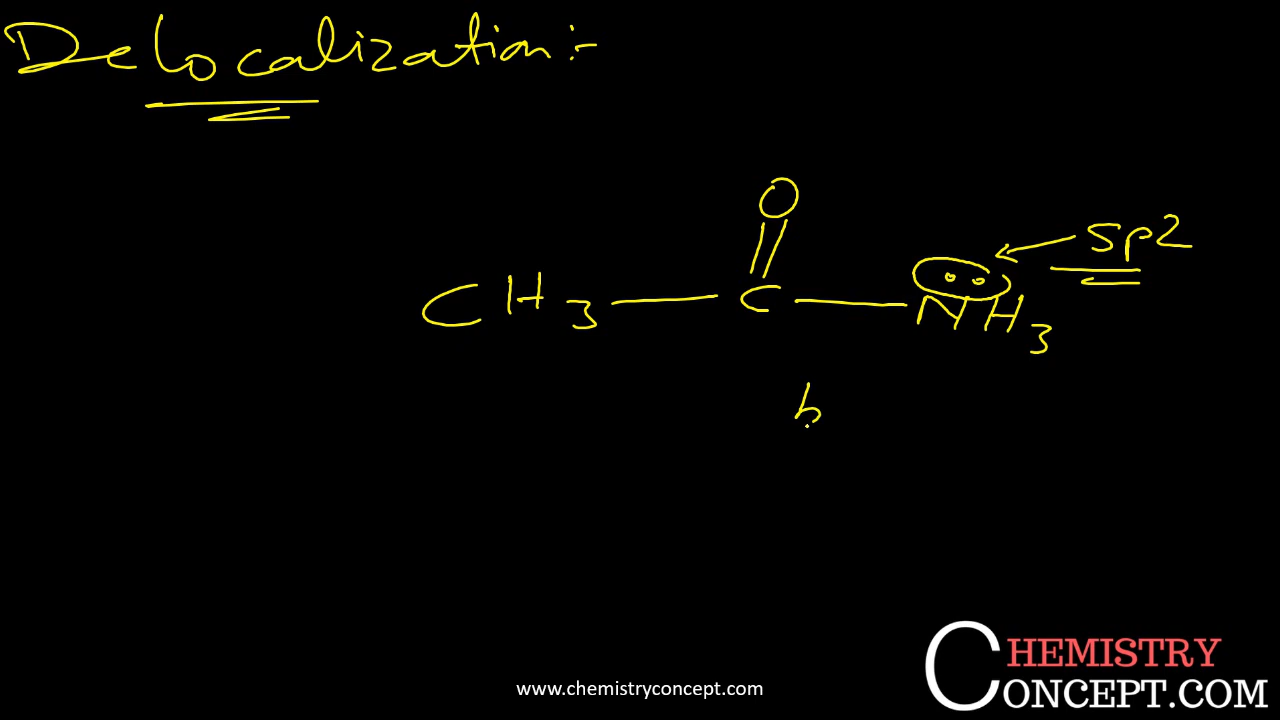 Delocalization:-
O
CH3—C—NH3 sp2
b
CHEMISTRY
CONCEPT.COM
www.chemistryconcept.com